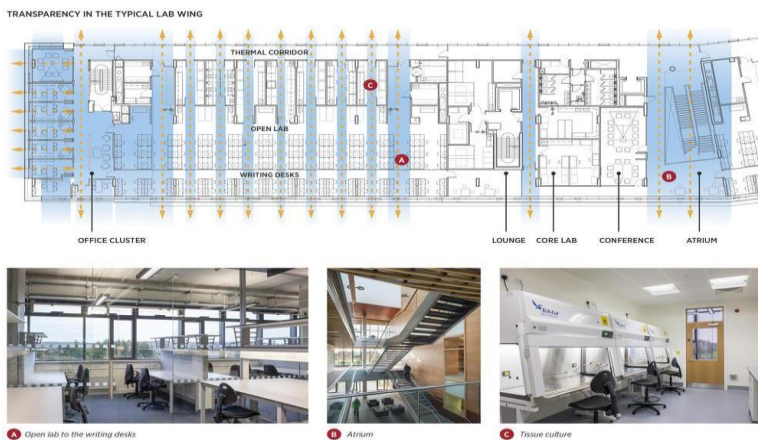 TRANSPARENCY IN THE TYPICAL LAB WING
THERMAL CORRIDOR
C
OPEN LAB
A
WRITING DESKS
B
OFFICE CLUSTER
LOUNGE
CORE LAB
CONFERENCE
ATRIUM
Telstar
A Open lab to the writing desks
B Atrium
C Tissue culture